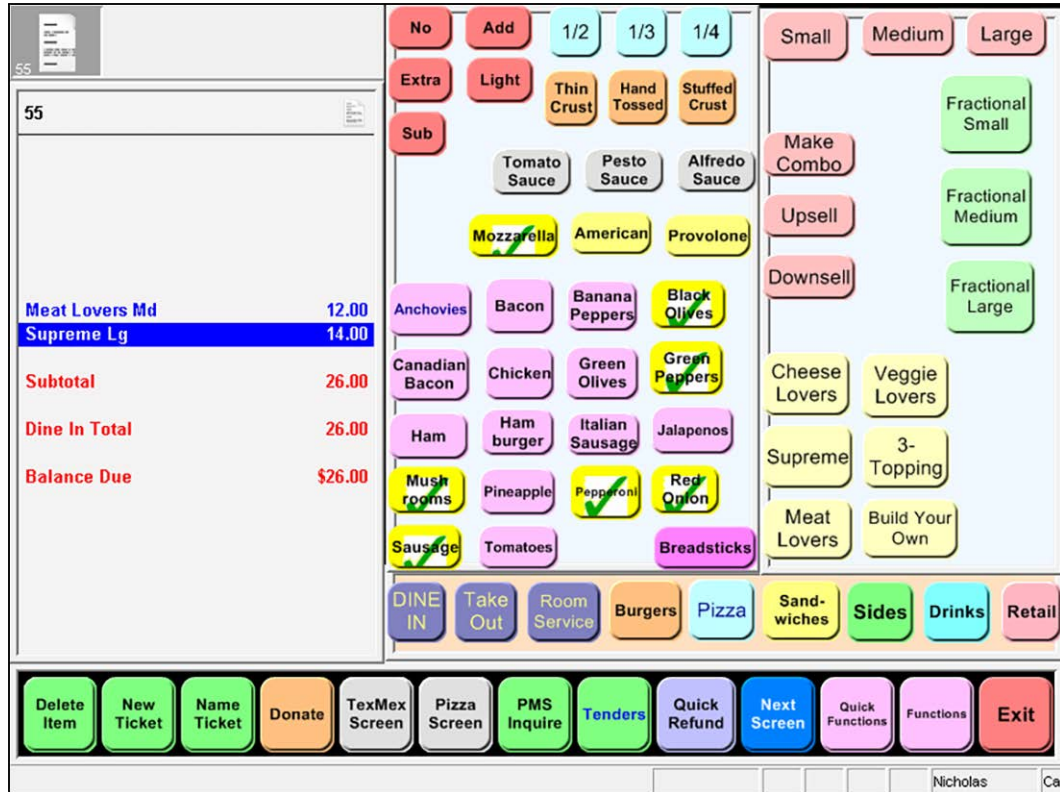 55
55
Meat Lovers Md 12.00
Supreme Lg 14.00
Subtotal 26.00
Dine In Total 26.00
Balance Due $26.00
No
Add
1/2
1/3
1/4
Extra
Light
Thin
Crust
Hand
Tossed
Stuffed
Crust
Sub
Tomato
Sauce
Pesto
Sauce
Alfredo
Sauce
Mozzarella
American
Provolone
Anchovies
Bacon
Banana
Peppers
Black
Olives
Canadian
Bacon
Chicken
Green
Olives
Green
Peppers
Ham
Ham
burger
Italian
Sausage
Jalapenos
Mush
rooms
Pineapple
Pepperoni
Red
Onion
Sausage
Tomatoes
Breadsticks
Small
Medium
Large
Fractional
Small
Make
Combo
Fractional
Medium
Upsell
Downsell
Fractional
Large
Cheese
Lovers
Veggie
Lovers
Supreme
3-
Topping
Meat
Lovers
Build Your
Own
DINE
IN
Take
Out
Room
Service
Burgers
Pizza
Sand-
wiches
Sides
Drinks
Retail
Delete
Item
New
Ticket
Name
Ticket
Donate
TexMex
Screen
Pizza
Screen
PMS
Inquire
Tenders
Quick
Refund
Next
Screen
Quick
Functions
Functions
Exit
Nicholas
Ca